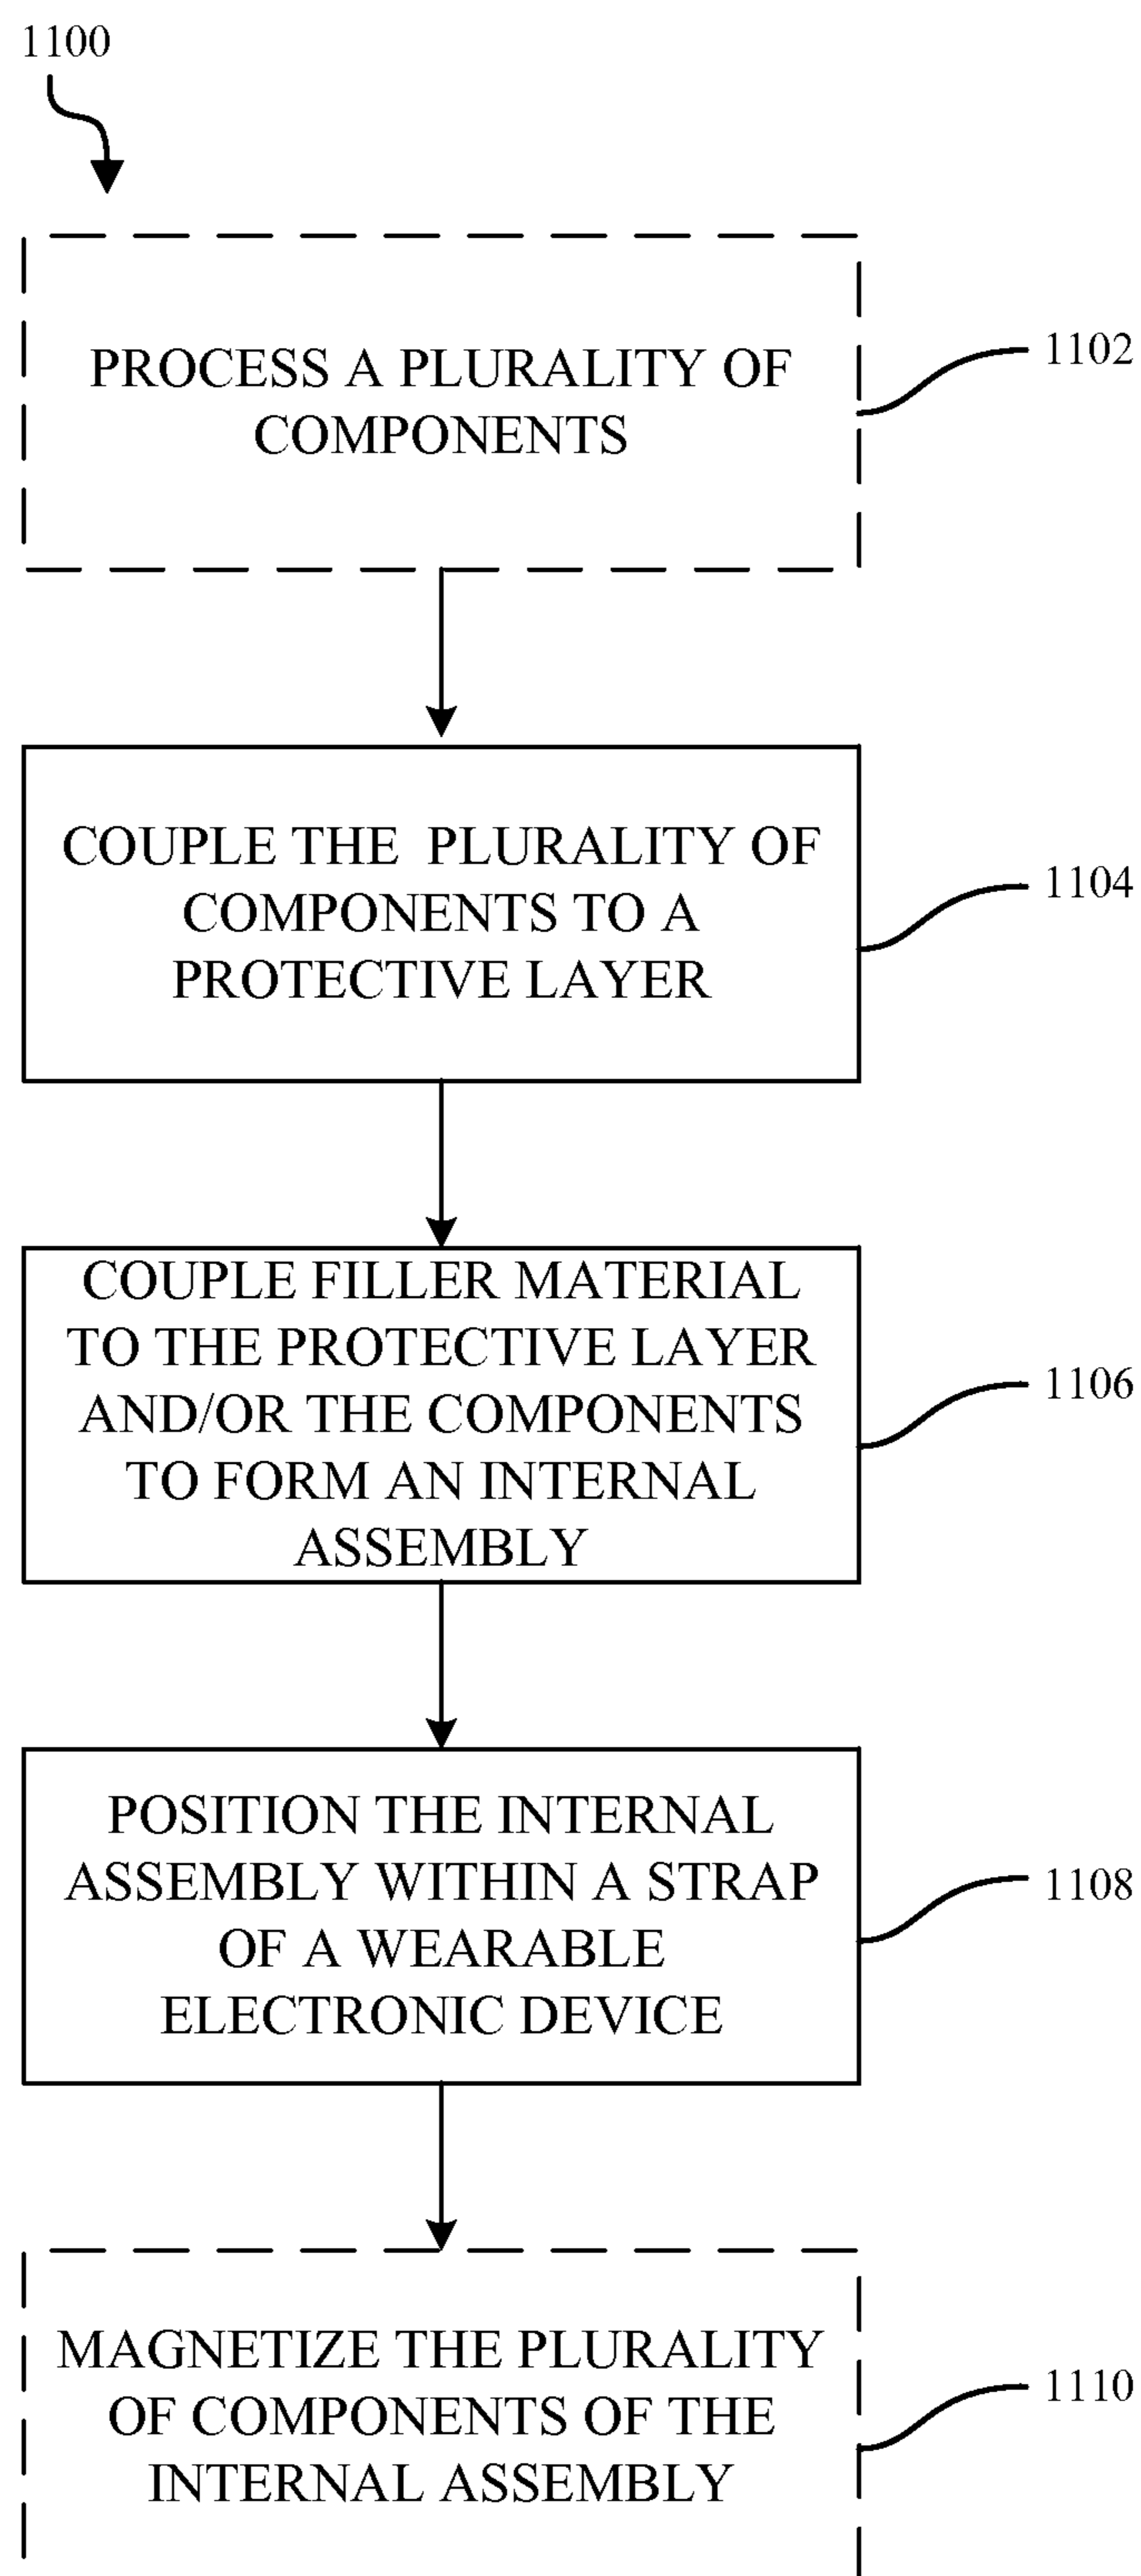 1100
PROCESS A PLURALITY OF
COMPONENTS
1102
COUPLE THE PLURALITY OF
COMPONENTS TO A
PROTECTIVE LAYER
1104
COUPLE FILLER MATERIAL
TO THE PROTECTIVE LAYER
AND/OR THE COMPONENTS
TO FORM AN INTERNAL
ASSEMBLY
1106
POSITION THE INTERNAL
ASSEMBLY WITHIN A STRAP
OF A WEARABLE
ELECTRONIC DEVICE
1108
MAGNETIZE THE PLURALITY
OF COMPONENTS OF THE
INTERNAL ASSEMBLY
1110